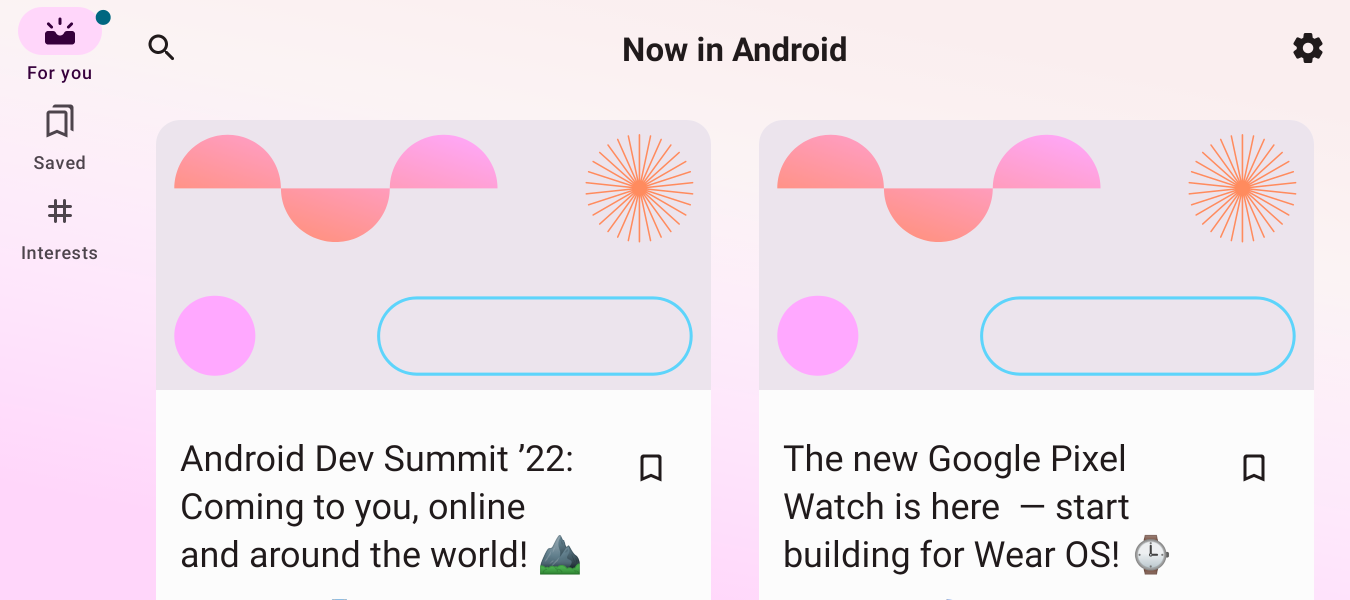 For you
Now in Android
Saved
Interests
Android Dev Summit ’22:
Coming to you, online
and around the world! ⛰️
The new Google Pixel
Watch is here — start
building for Wear OS! ⌚